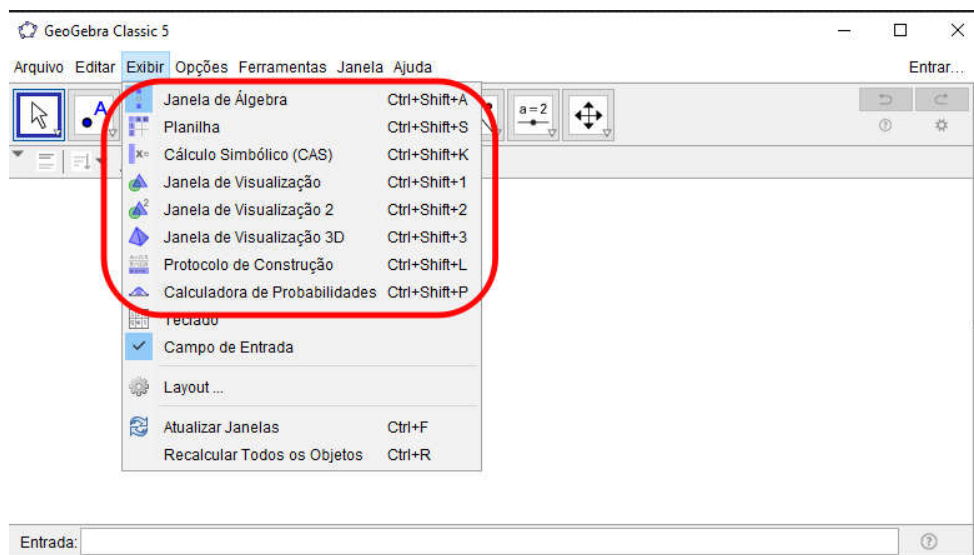 GeoGebra Classic 5
Arquivo Editar Exibir Opções Ferramentas Janela Ajuda Entrar...
A a=2
Janela de Álgebra Ctrl+Shift+A
Planilha Ctrl+Shift+S
x= Cálculo Simbólico (CAS) Ctrl+Shift+K
Janela de Visualização Ctrl+Shift+1
2 Janela de Visualização 2 Ctrl+Shift+2
Janela de Visualização 3D Ctrl+Shift+3
Protocolo de Construção Ctrl+Shift+L
Calculadora de Probabilidades Ctrl+Shift+P
Teclado
Campo de Entrada
Layout ...
Atualizar Janelas Ctrl+F
Recalcular Todos os Objetos Ctrl+R
Entrada: